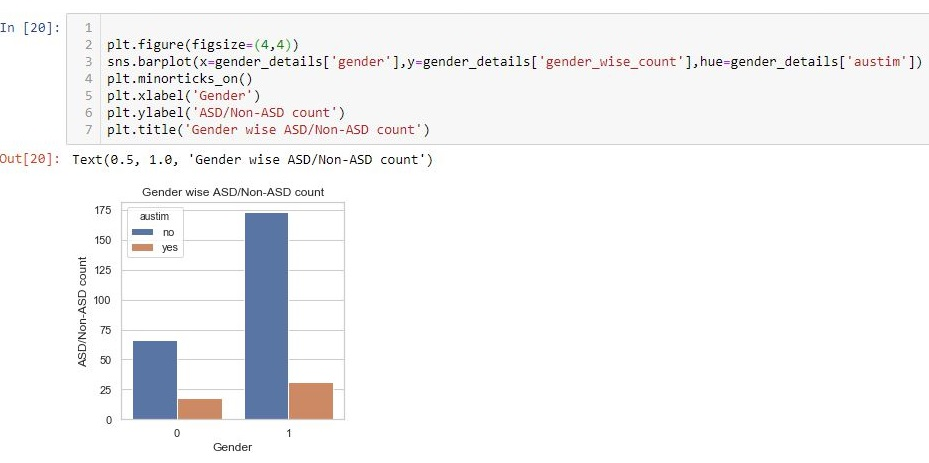 In [20]:
1
2 plt.figure(figsize=(4,4))
3 sns.barplot(x=gender_details['gender'],y=gender_details['gender_wise_count'],hue=gender_details['austim'])
4 plt.minorticks_on()
5 plt.xlabel('Gender')
6 plt.ylabel('ASD/Non-ASD count')
7 plt.title('Gender wise ASD/Non-ASD count')
Out[20]: Text(0.5, 1.0, 'Gender wise ASD/Non-ASD count')
Gender wise ASD/Non-ASD count
austim
no
yes
ASD/Non-ASD count
175
150
125
100
75
50
25
0
0 1
Gender